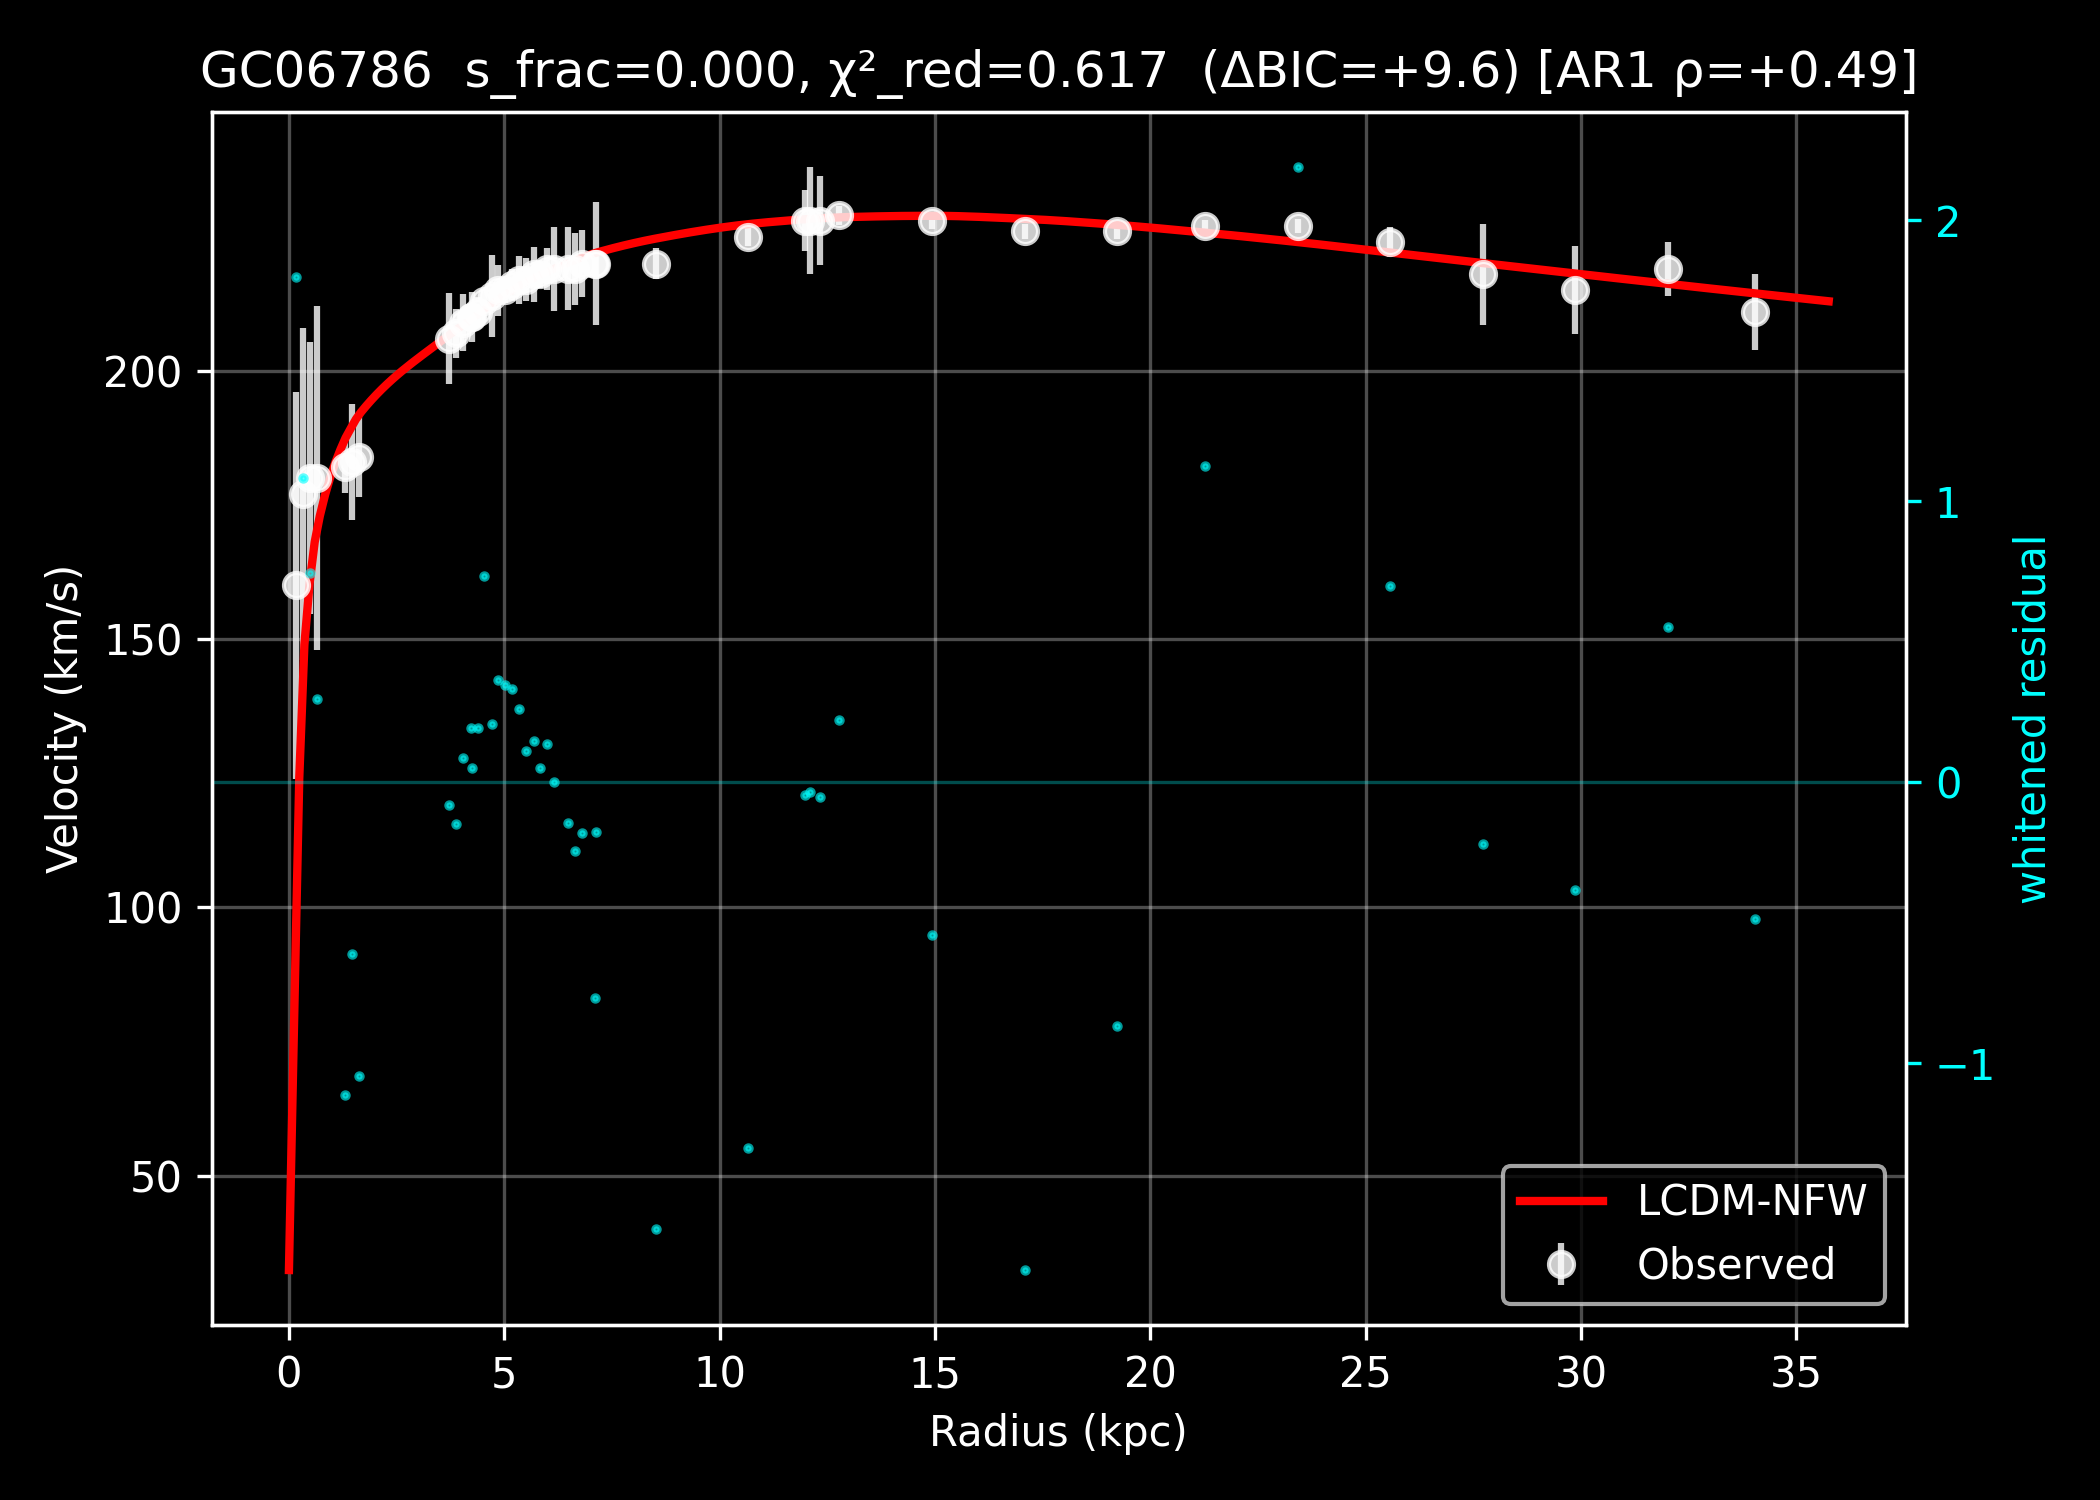 GC06786  s_frac=0.000, χ²_red=0.617  (ΔBIC=+9.6) [AR1 ρ=+0.49]
Velocity (km/s)
200
150
100
50
2
1
0
−1
whitened residual
LCDM-NFW
Observed
0 5 10 15 20 25 30 35
Radius (kpc)